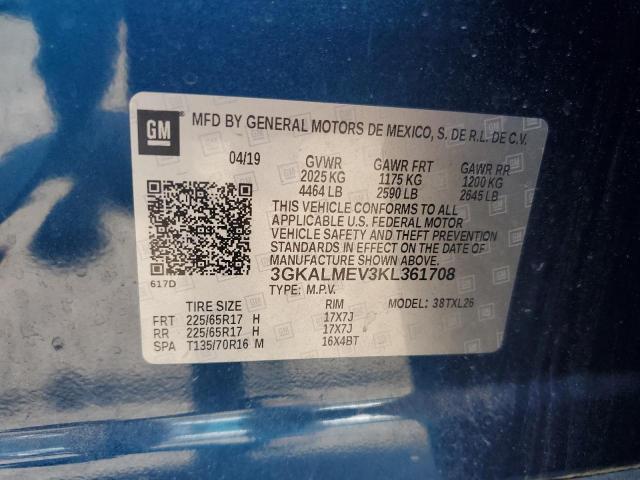 GM MFD BY GENERAL MOTORS DE MEXICO, S. DE R.L. DE C.V.
04/19 GVWR GAWR FRT GAWR RR
2025 KG 1175 KG 1200 KG
4464 LB 2590 LB 2645 LB
THIS VEHICLE CONFORMS TO ALL
APPLICABLE U.S. FEDERAL MOTOR
VEHICLE SAFETY AND THEFT PREVENTION
STANDARDS IN EFFECT ON THE DATE OF
MANUFACTURE SHOWN ABOVE.
617D 3GKALMEV3KL361708
TYPE: M.P.V. MODEL: 38TXL26
TIRE SIZE RIM
FRT 225/65R17 H 17X7J
RR 225/65R17 H 17X7J
SPA T135/70R16 M 16X4BT